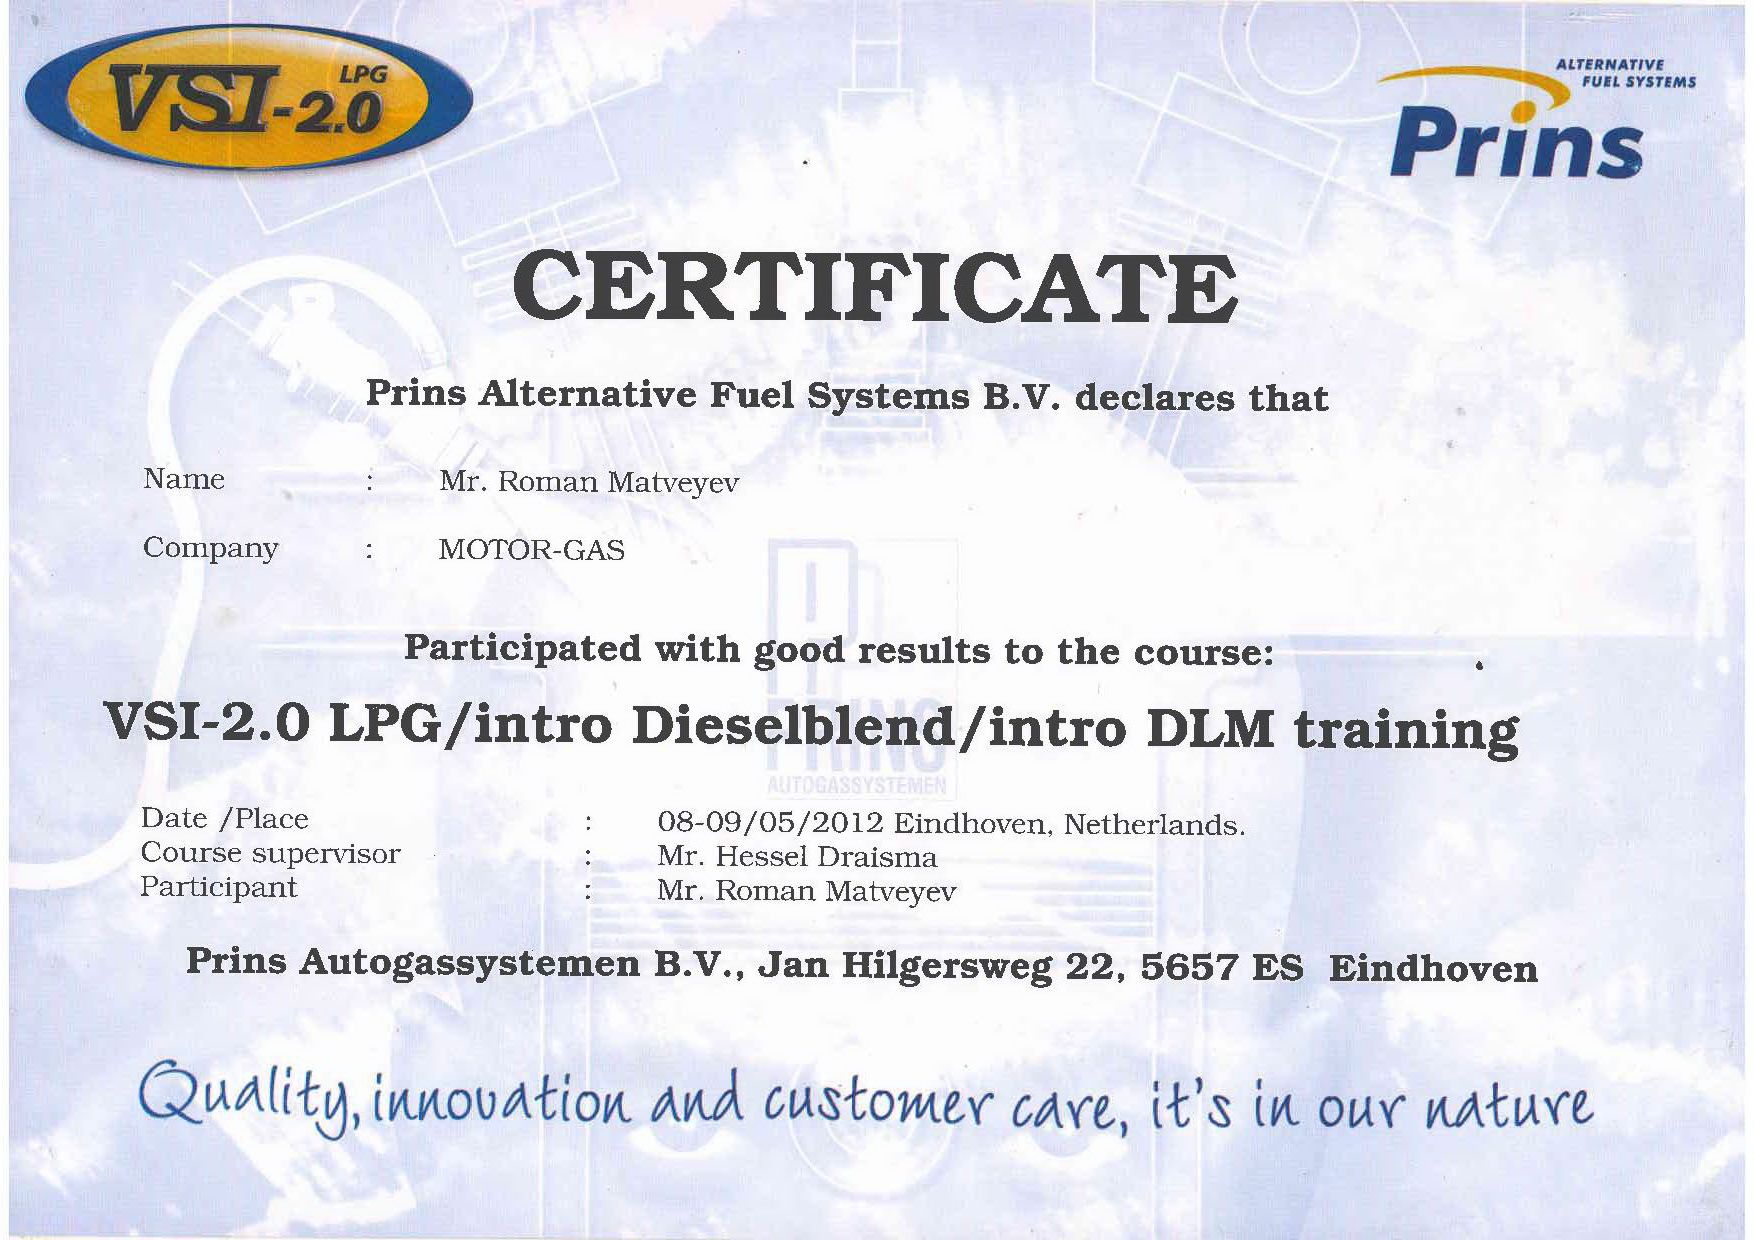 VSI-2.0 LPG
ALTERNATIVE
FUEL SYSTEMS
Prins
CERTIFICATE
Prins Alternative Fuel Systems B.V. declares that
Name : Mr. Roman Matveyev
Company : MOTOR-GAS
Participated with good results to the course:
VSI-2.0 LPG/intro Dieselblend/intro DLM training
PRINS
AUTOGASSYSTEMEN
Date /Place : 08-09/05/2012 Eindhoven, Netherlands.
Course supervisor : Mr. Hessel Draisma
Participant : Mr. Roman Matveyev
Prins Autogassystemen B.V., Jan Hilgersweg 22, 5657 ES Eindhoven
Quality, innovation and customer care, it's in our nature